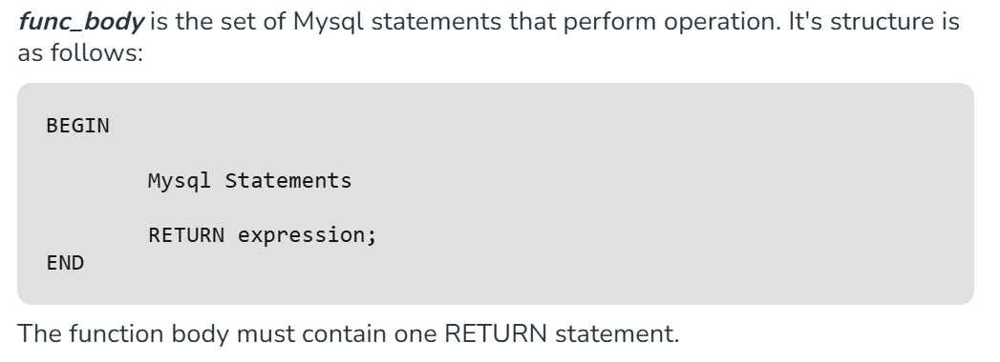 func_body is the set of Mysql statements that perform operation. It's structure is
as follows:
BEGIN
Mysql Statements
RETURN expression;
END
The function body must contain one RETURN statement.